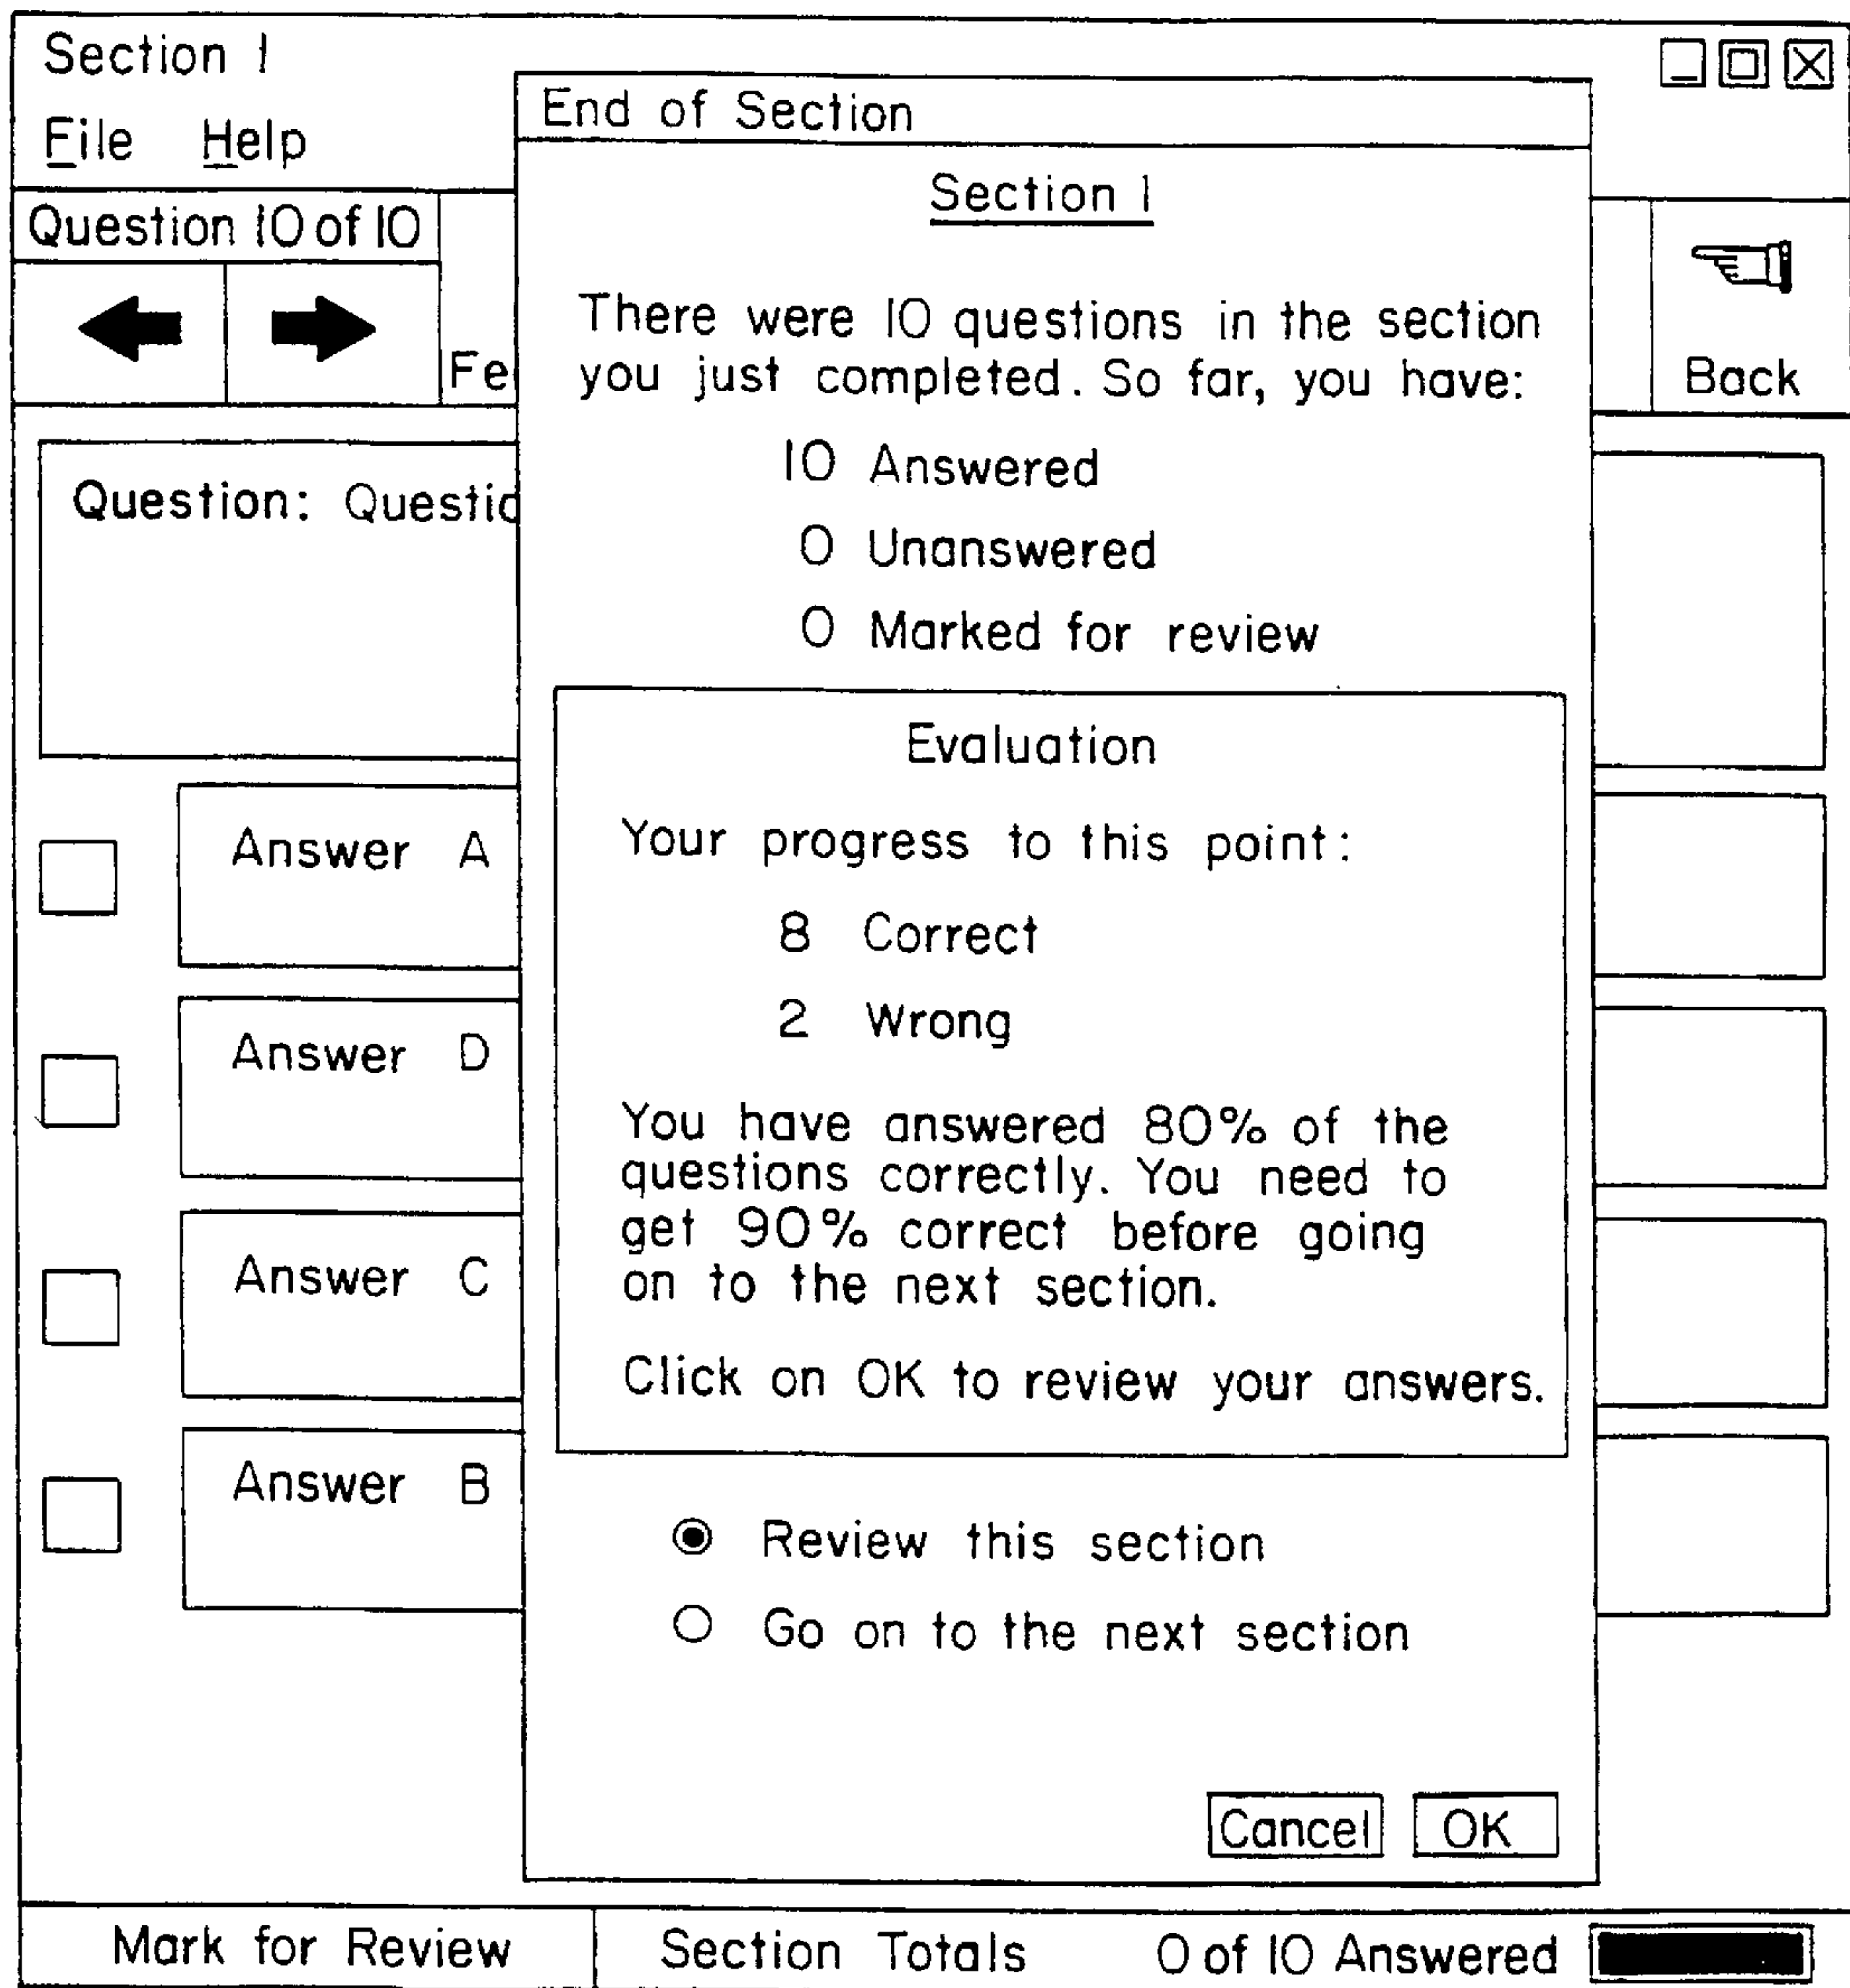 Section 1
File Help
Question 10 of 10
Fe
Back
Question: Questio
Answer A
Answer D
Answer C
Answer B
End of Section
Section 1
There were 10 questions in the section
you just completed. So far, you have:
10 Answered
0 Unanswered
0 Marked for review
Evaluation
Your progress to this point:
8 Correct
2 Wrong
You have answered 80% of the
questions correctly. You need to
get 90% correct before going
on to the next section.
Click on OK to review your answers.
Review this section
Go on to the next section
Cancel OK
Mark for Review Section Totals 0 of 10 Answered